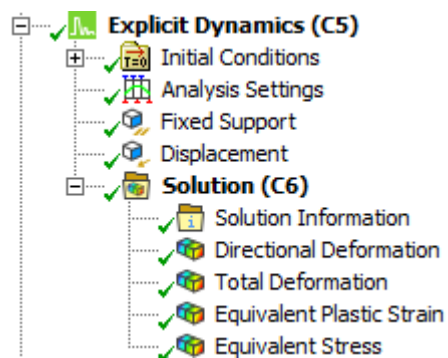 Explicit Dynamics (C5)
T=0 Initial Conditions
Analysis Settings
Fixed Support
Displacement
Solution (C6)
i Solution Information
Directional Deformation
Total Deformation
Equivalent Plastic Strain
Equivalent Stress